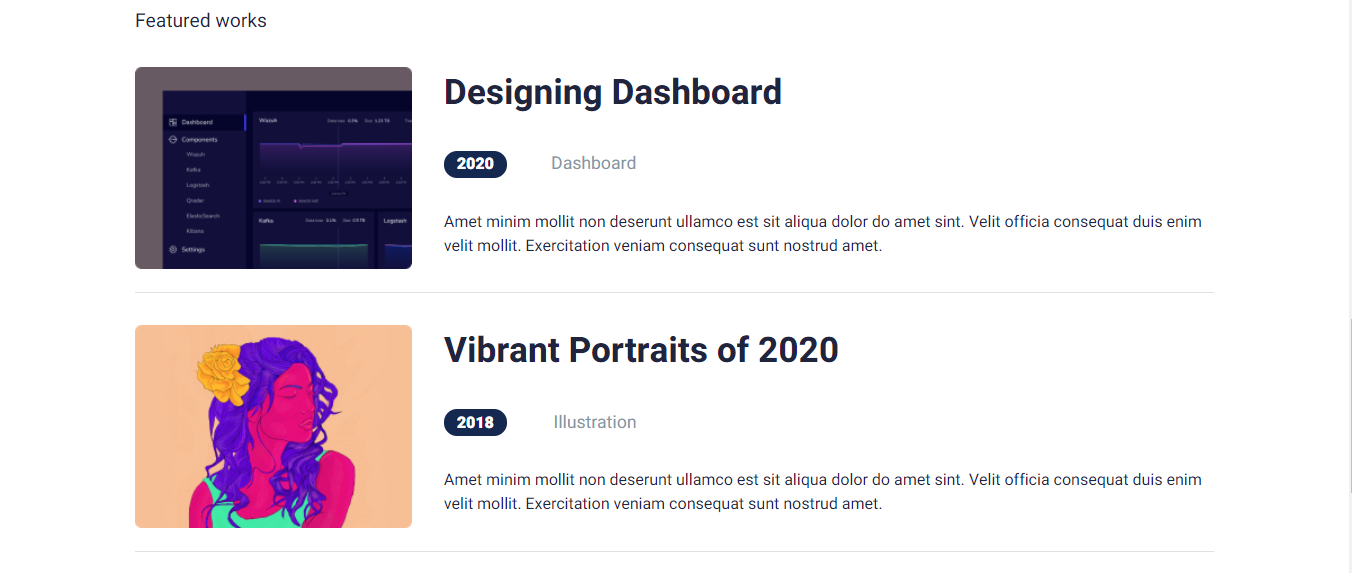 Featured works
Designing Dashboard
2020 Dashboard
Amet minim mollit non deserunt ullamco est sit aliqua dolor do amet sint. Velit officia consequat duis enim
velit mollit. Exercitation veniam consequat sunt nostrud amet.
Dashboard
Components
Wazuh
Kafka
Logstash
Qradar
ElasticSearch
Kibana
Settings
Wazuh
Kafka
Logstash
Vibrant Portraits of 2020
2018 Illustration
Amet minim mollit non deserunt ullamco est sit aliqua dolor do amet sint. Velit officia consequat duis enim
velit mollit. Exercitation veniam consequat sunt nostrud amet.